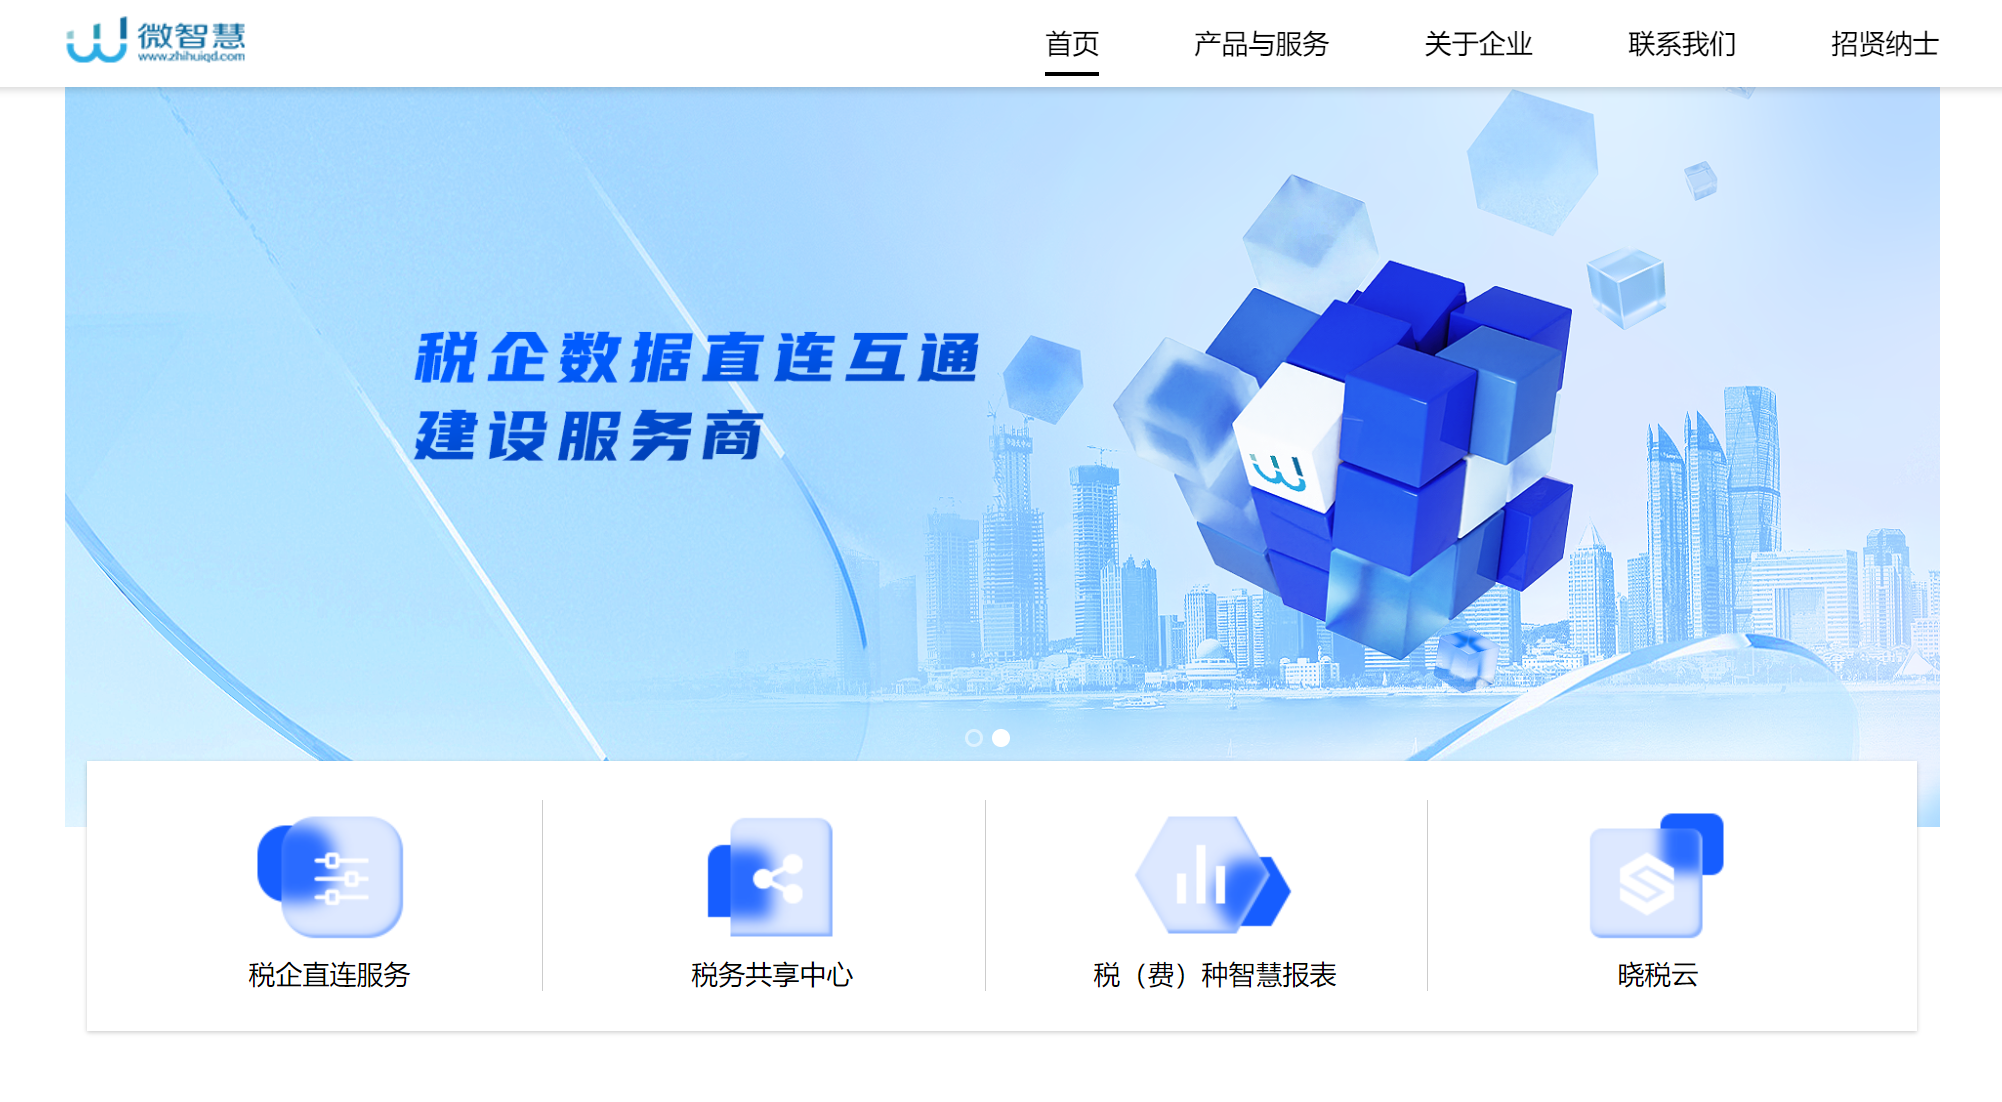 微智慧
www.zhihuiqd.com
首页
产品与服务
关于企业
联系我们
招贤纳士
税企数据直连互通
建设服务商
税企直连服务
税务共享中心
税（费）种智慧报表
晓税云